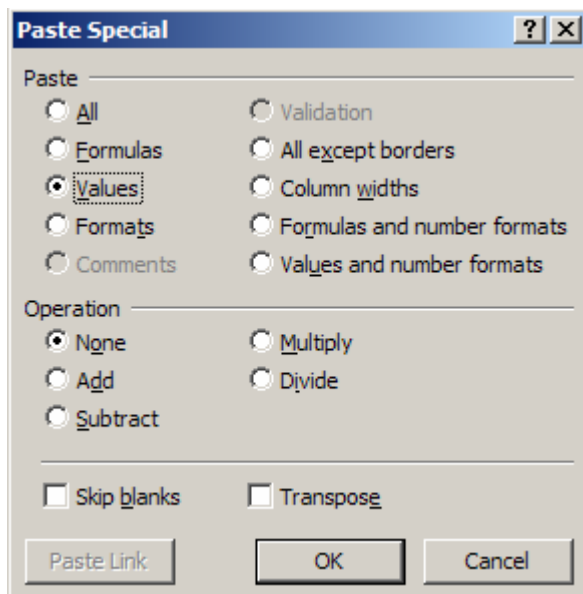 Paste Special
Paste
All
Validation
Formulas
All except borders
Values
Column widths
Formats
Formulas and number formats
Comments
Values and number formats
Operation
None
Multiply
Add
Divide
Subtract
Skip blanks
Transpose
Paste Link
OK
Cancel